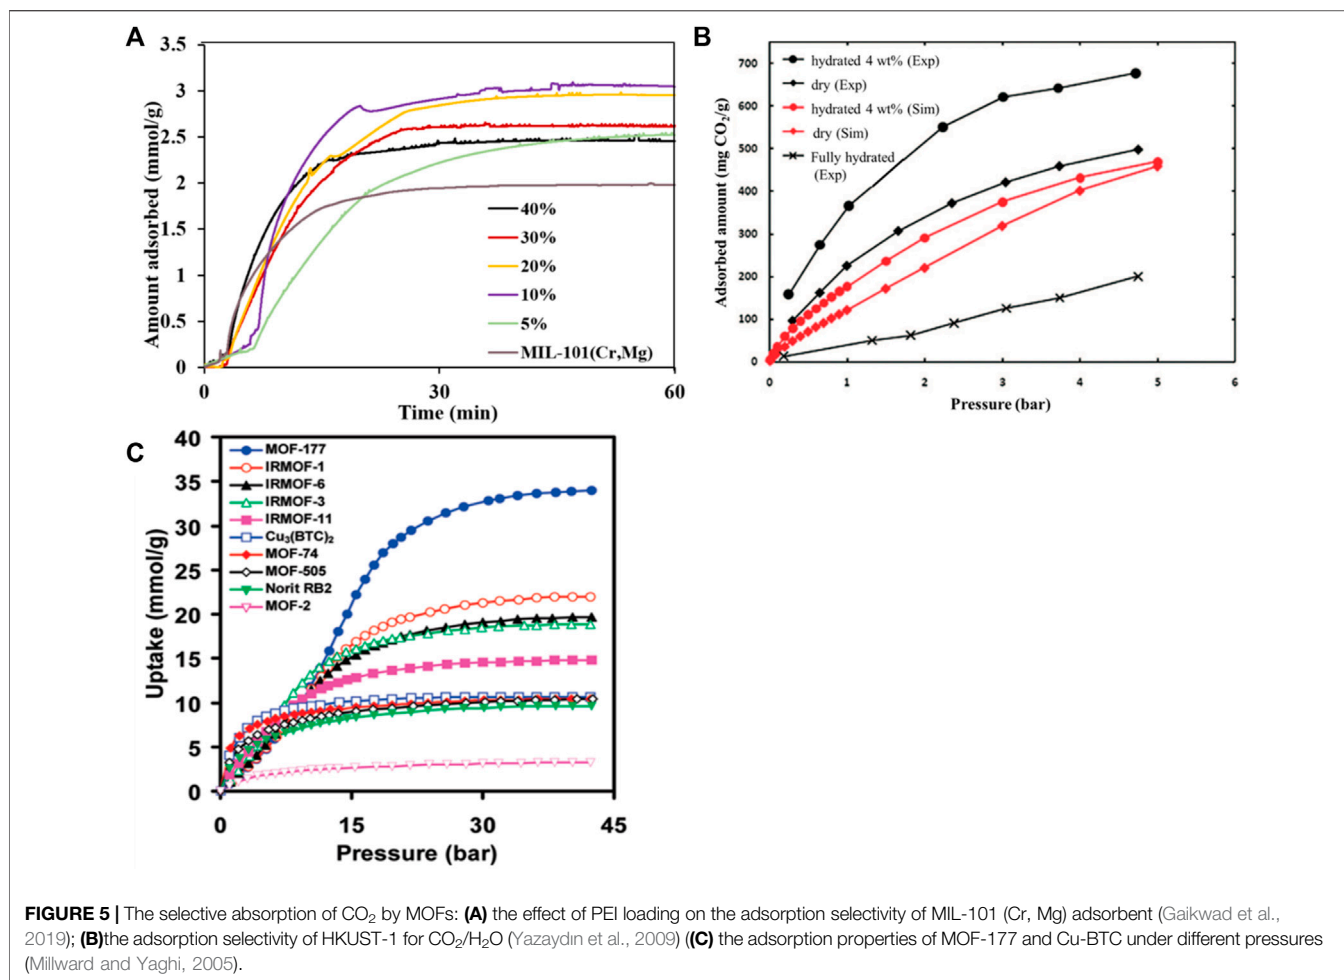 A
3.5
3
2.5
2
1.5
1
0.5
0
Amount adsorbed (mmol/g)
40%
30%
20%
10%
5%
MIL-101(Cr,Mg)
0
30
60
Time (min)
B
700
600
500
400
300
200
100
0
Adsorbed amount (mg CO₂/g)
hydrated 4 wt% (Exp)
dry (Exp)
hydrated 4 wt% (Sim)
dry (Sim)
Fully hydrated
(Exp)
0
1
2
3
4
5
6
Pressure (bar)
C
40
35
30
25
20
15
10
5
0
Uptake (mmol/g)
MOF-177
IRMOF-1
IRMOF-6
IRMOF-3
IRMOF-11
Cu₃(BTC)₂
MOF-74
MOF-505
Norit RB2
MOF-2
0
15
30
45
Pressure (bar)
FIGURE 5 | The selective absorption of CO₂ by MOFs: (A) the effect of PEI loading on the adsorption selectivity of MIL-101 (Cr, Mg) adsorbent (Gaikwad et al.,
2019); (B)the adsorption selectivity of HKUST-1 for CO₂/H₂O (Yazaydın et al., 2009) ((C) the adsorption properties of MOF-177 and Cu-BTC under different pressures
(Millward and Yaghi, 2005).